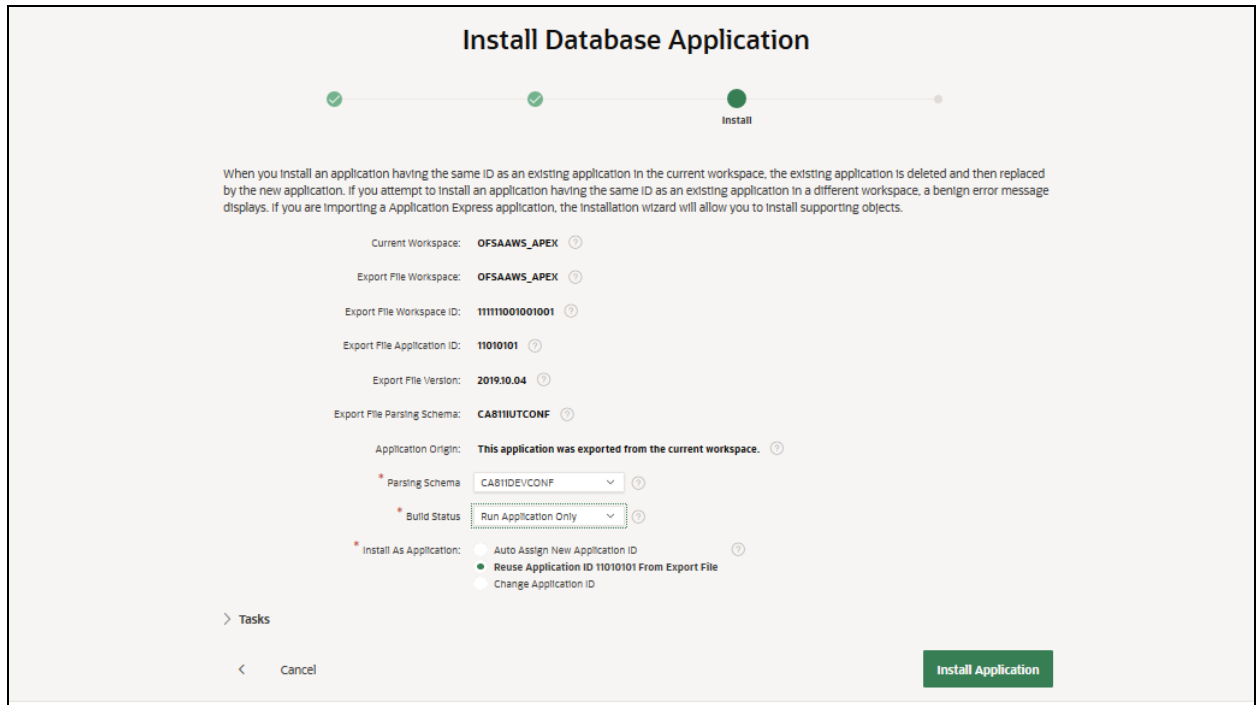 Install Database Application
Install
When you install an application having the same ID as an existing application in the current workspace, the existing application is deleted and then replaced
by the new application. If you attempt to install an application having the same ID as an existing application in a different workspace, a benign error message
displays. If you are importing a Application Express application, the installation wizard will allow you to install supporting objects.
Current Workspace: OFSAAWS_APEX ?
Export File Workspace: OFSAAWS_APEX ?
Export File Workspace ID: 111111001001001 ?
Export File Application ID: 11010101 ?
Export File Version: 2019.10.04 ?
Export File Parsing Schema: CA811IUTCONF ?
Application Origin: This application was exported from the current workspace. ?
* Parsing Schema CA811DEVCONF ?
* Build Status Run Application Only ?
* Install As Application: Auto Assign New Application ID ?
Reuse Application ID 11010101 From Export File
Change Application ID
> Tasks
< Cancel Install Application